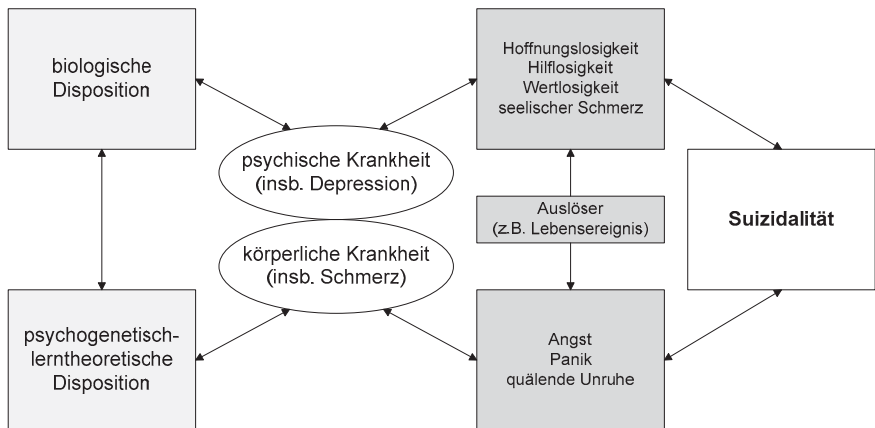 biologische
Disposition
psychogenetisch-
lerntheoretische
Disposition
psychische Krankheit
(insb. Depression)
körperliche Krankheit
(insb. Schmerz)
Hoffnungslosigkeit
Hilflosigkeit
Wertlosigkeit
seelischer Schmerz
Auslöser
(z.B. Lebensereignis)
Angst
Panik
quälende Unruhe
Suizidalität